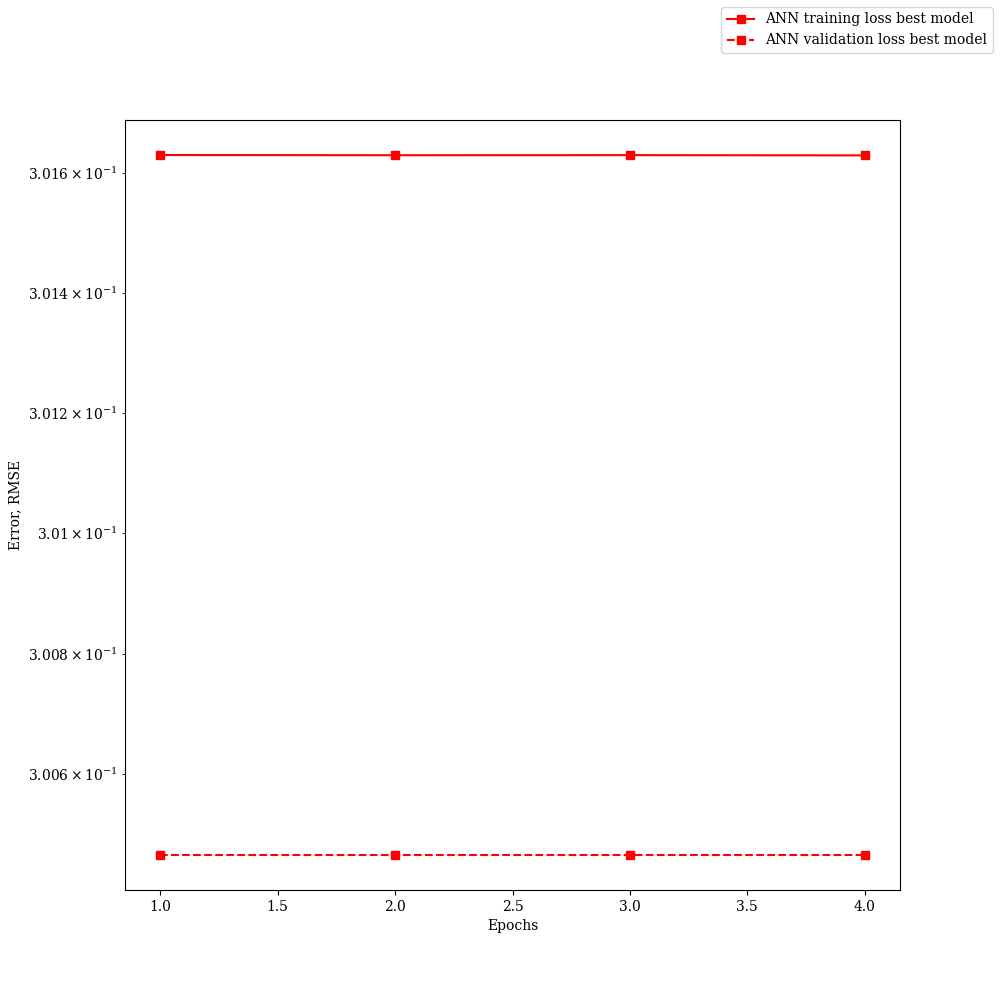 ANN training loss best model
ANN validation loss best model
3.016 × 10⁻¹
3.014 × 10⁻¹
3.012 × 10⁻¹
3.01 × 10⁻¹
3.008 × 10⁻¹
3.006 × 10⁻¹
Error, RMSE
1.0 1.5 2.0 2.5 3.0 3.5 4.0
Epochs